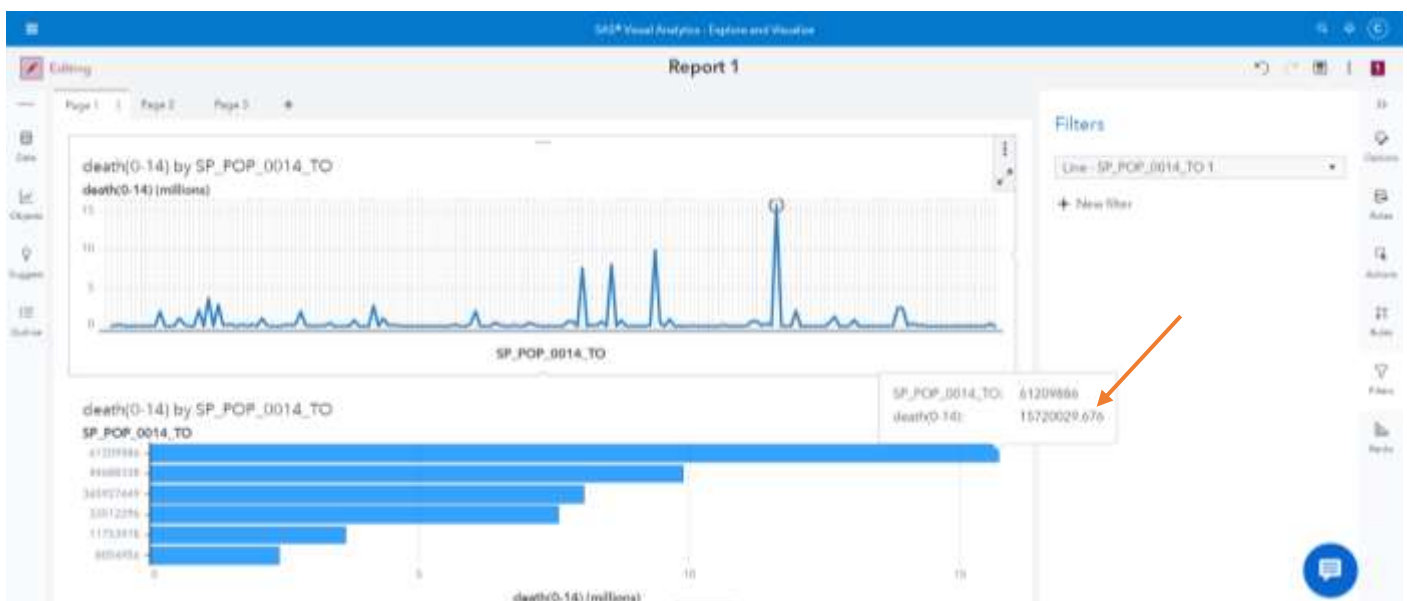 SAS® Visual Analytics - Explore and Visualize
C
Editing
Report 1
Page 1
Page 2
Page 3
+
Data
Objects
Suggest
Outline
death(0-14) by SP_POP_0014_TO
death(0-14) (millions)
15
10
5
0
SP_POP_0014_TO
Filters
Line - SP_POP_0014_TO 1
+ New filter
Options
Roles
Actions
Rules
Filters
Ranks
SP_POP_0014_TO: 61209886
death(0-14): 15720029.676
death(0-14) by SP_POP_0014_TO
SP_POP_0014_TO
61209886
0
5
10
15
death(0-14) (millions)